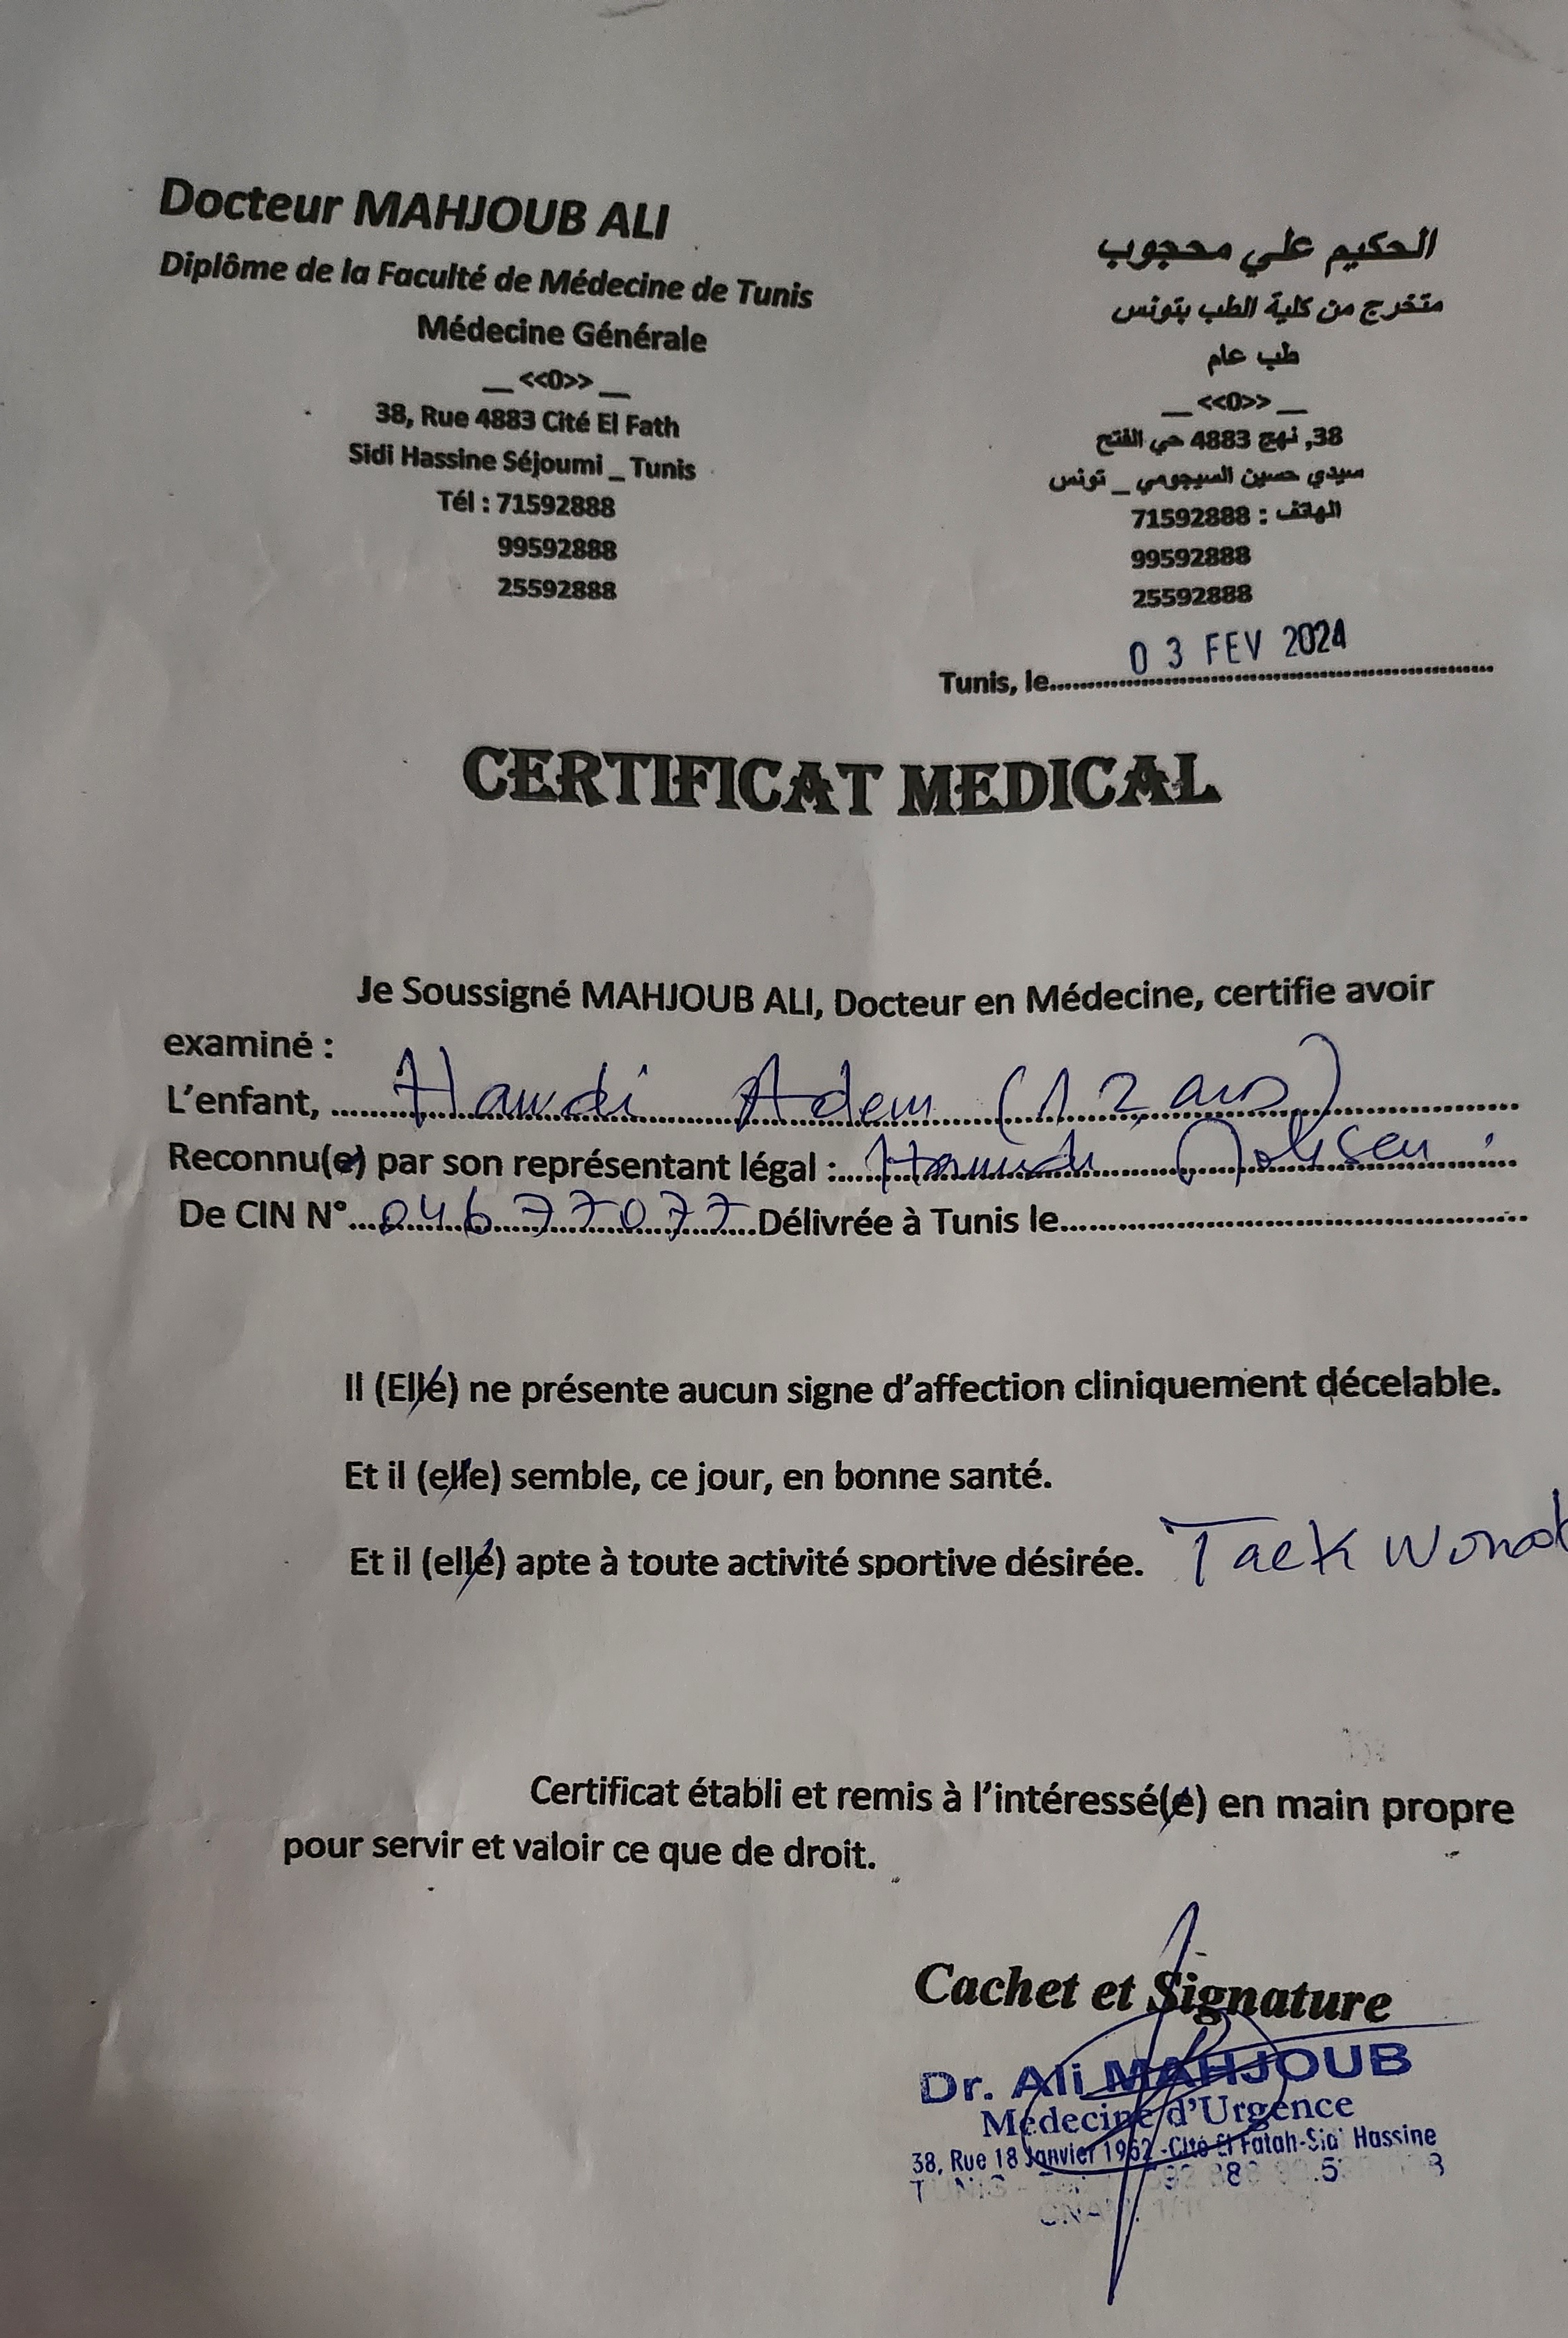 Docteur MAHJOUB ALI
Diplôme de la Faculté de Médecine de Tunis
Médecine Générale
__ <<0>> __
38, Rue 4883 Cité El Fath
Sidi Hassine Séjoumi _ Tunis
Tél : 71592888
99592888
25592888
الحكيم علي محجوب
متخرج من كلية الطب بتونس
طب عام
__ <<0>> __
38, نهج 4883 حي الفتح
سيدي حسين السيجومي _ تونس
الهاتف : 71592888
99592888
25592888
Tunis, le 03 FEV 2024
CERTIFICAT MEDICAL
Je Soussigné MAHJOUB ALI, Docteur en Médecine, certifie avoir
examiné :
L'enfant, Hamdi Adem (12 ans)
Reconnu(e) par son représentant légal : Hamdi Mohsen
De CIN N° 04677077 Délivrée à Tunis le
Il (Elle) ne présente aucun signe d'affection cliniquement décelable.
Et il (elle) semble, ce jour, en bonne santé.
Et il (elle) apte à toute activité sportive désirée. Taekwond
Certificat établi et remis à l'intéressé(e) en main propre
pour servir et valoir ce que de droit.
Cachet et Signature
Dr. Ali MAHJOUB
Médecine d'Urgence
38, Rue 18 Janvier 1952 - Cité El Fatah - Sidi Hassine
TUNIS